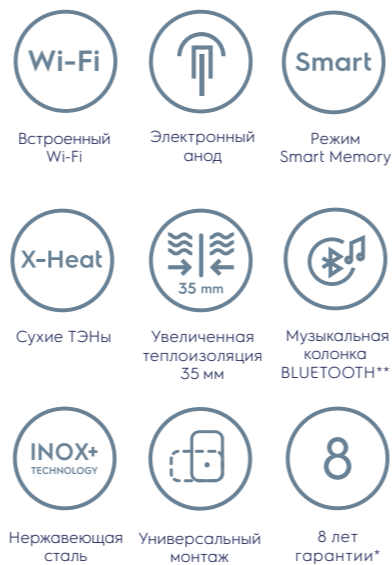 Wi-Fi
Smart
Встроенный
Wi-Fi
Электронный
анод
Режим
Smart Memory
X-Heat
35 mm
Сухие ТЭНы
Увеличенная
теплоизоляция
35 мм
Музыкальная
колонка
BLUETOOTH**
INOX+
TECHNOLOGY
8
Нержавеющая
сталь
Универсальный
монтаж
8 лет
гарантии*